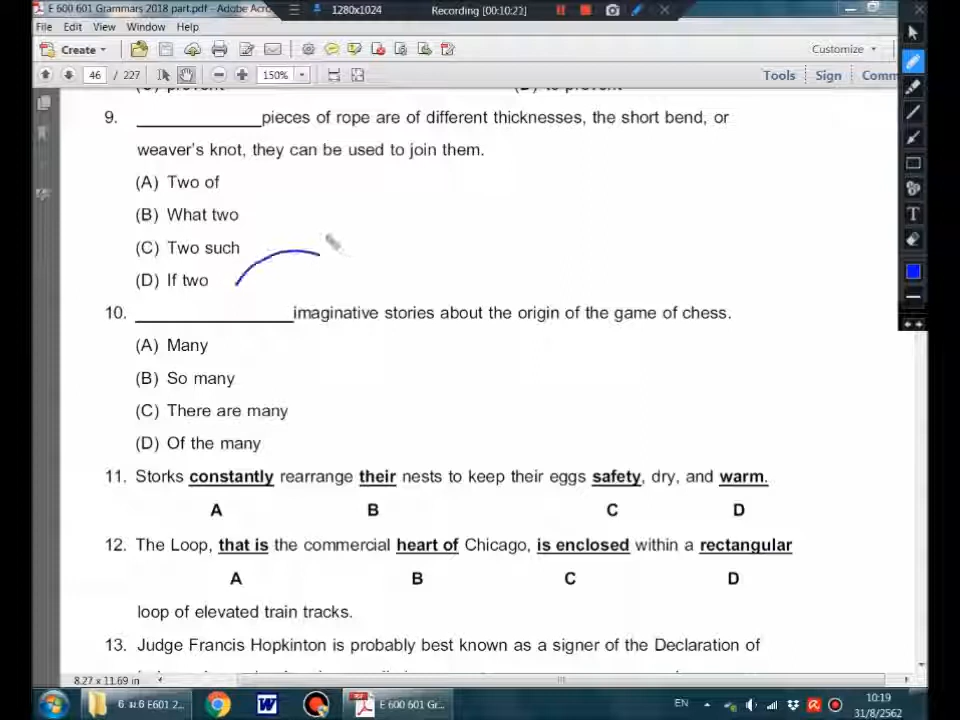 E 600 601 Grammars 2018 part.pdf - Adobe Acro
1280x1024
Recording [00:10:21]
File Edit View Window Help
Create
Customize
46 / 227
150%
Tools Sign Comm
9. ____________pieces of rope are of different thicknesses, the short bend, or
weaver's knot, they can be used to join them.
(A) Two of
(B) What two
(C) Two such
(D) If two
10. ________________imaginative stories about the origin of the game of chess.
(A) Many
(B) So many
(C) There are many
(D) Of the many
11. Storks constantly rearrange their nests to keep their eggs safety, dry, and warm.
A B C D
12. The Loop, that is the commercial heart of Chicago, is enclosed within a rectangular
A B C D
loop of elevated train tracks.
13. Judge Francis Hopkinton is probably best known as a signer of the Declaration of
8.27 x 11.69 in
6 ม.6 E601 2...
E 600 601 Gr...
EN
10:19
31/8/2562